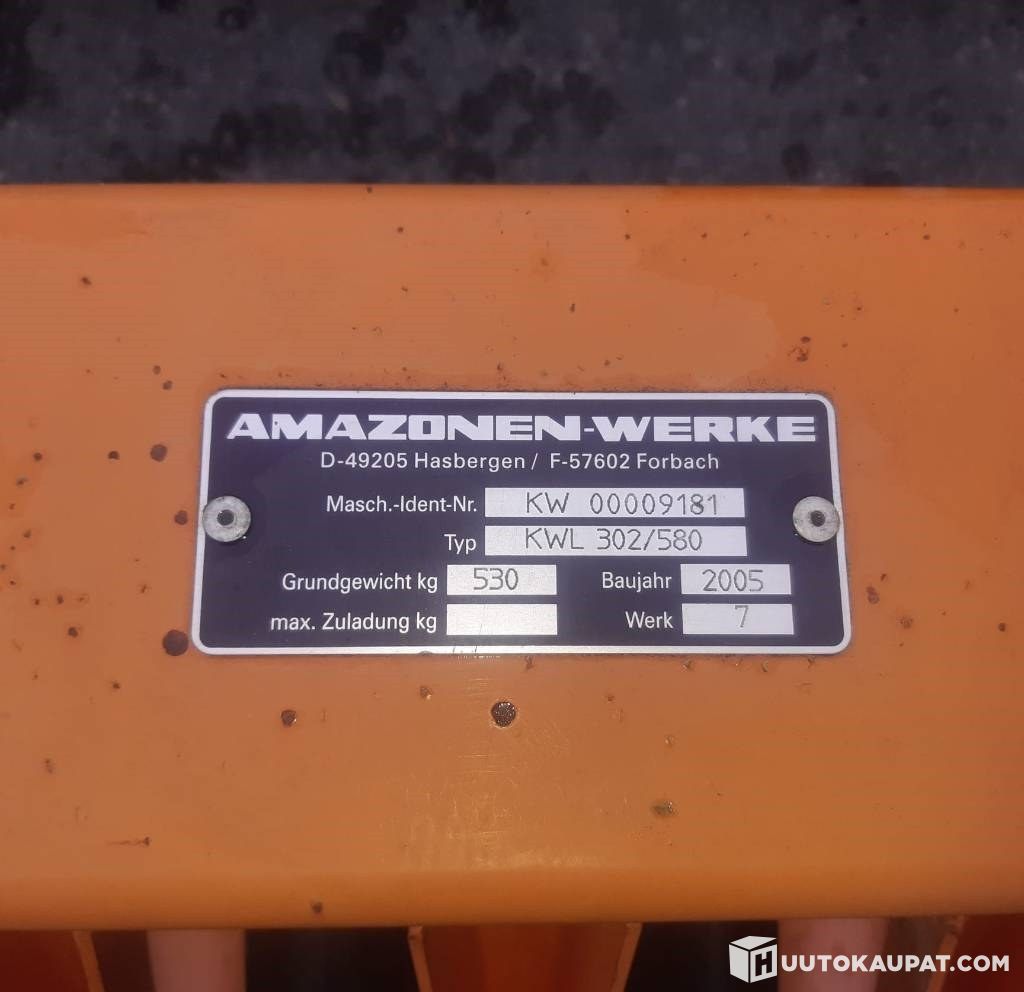 AMAZONEN-WERKE
D-49205 Hasbergen / F-57602 Forbach
Masch.-Ident-Nr. KW 00009181
Typ KWL 302/580
Grundgewicht kg 530 Baujahr 2005
max. Zuladung kg Werk 7
HUUTOKAUPAT.COM